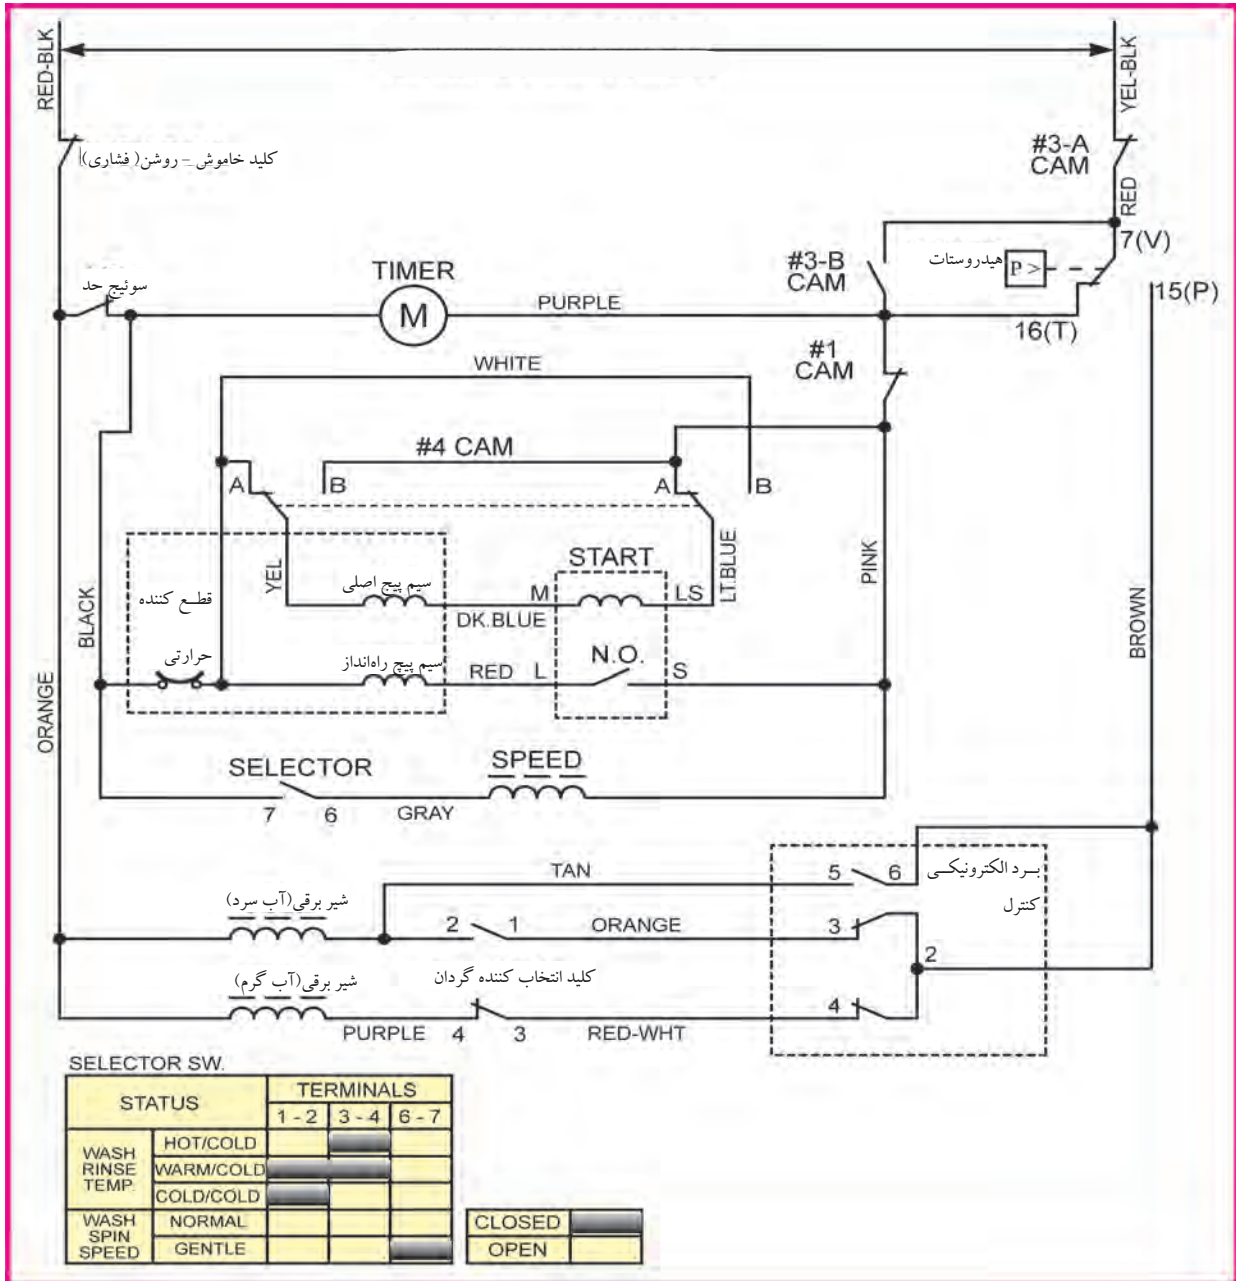 RED-BLK
YEL-BLK
کلید خاموش - روشن( فشاری)
#3-A
CAM
RED
7(V)
هیدروستات
P >
#3-B
CAM
15(P)
16(T)
سوئیچ حد
TIMER
M
PURPLE
#1
CAM
WHITE
#4 CAM
A
B
A
B
YEL
LT.BLUE
PINK
BLACK
ORANGE
BROWN
قطع کننده
حرارتی
سیم پیچ اصلی
M
DK.BLUE
START
LS
سیم پیچ راه‌انداز
RED
L
N.O.
S
SELECTOR
7
6
GRAY
SPEED
TAN
5
6
برد الکترونیکی
کنترل
شیر برقی(آب سرد)
2
1
ORANGE
3
2
شیر برقی(آب گرم)
کلید انتخاب کننده گردان
PURPLE
4
3
RED-WHT
4
SELECTOR SW.
STATUS
TERMINALS
1 - 2
3 - 4
6 - 7
WASH
RINSE
TEMP.
HOT/COLD
WARM/COLD
COLD/COLD
WASH
SPIN
SPEED
NORMAL
GENTLE
CLOSED
OPEN